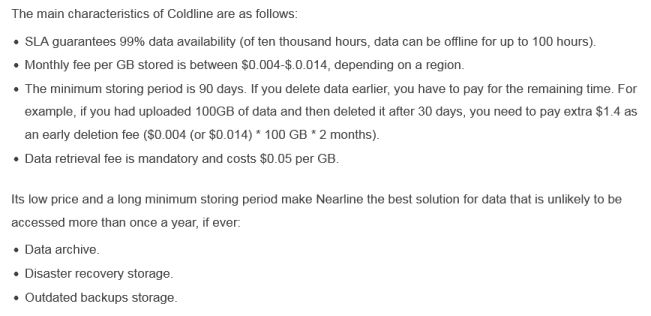 The main characteristics of Coldline are as follows:
• SLA guarantees 99% data availability (of ten thousand hours, data can be offline for up to 100 hours).
• Monthly fee per GB stored is between $0.004-$.0.014, depending on a region.
• The minimum storing period is 90 days. If you delete data earlier, you have to pay for the remaining time. For
example, if you had uploaded 100GB of data and then deleted it after 30 days, you need to pay extra $1.4 as
an early deletion fee ($0.004 (or $0.014) * 100 GB * 2 months).
• Data retrieval fee is mandatory and costs $0.05 per GB.
Its low price and a long minimum storing period make Nearline the best solution for data that is unlikely to be
accessed more than once a year, if ever:
• Data archive.
• Disaster recovery storage.
• Outdated backups storage.